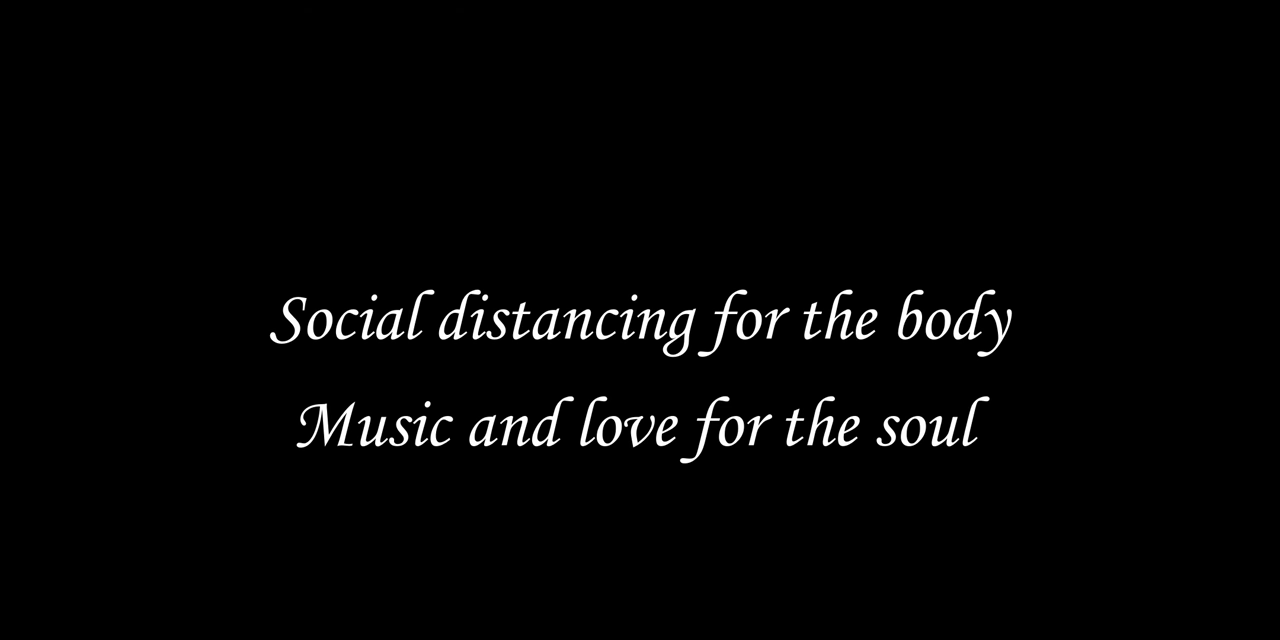 Social distancing for the body
Music and love for the soul